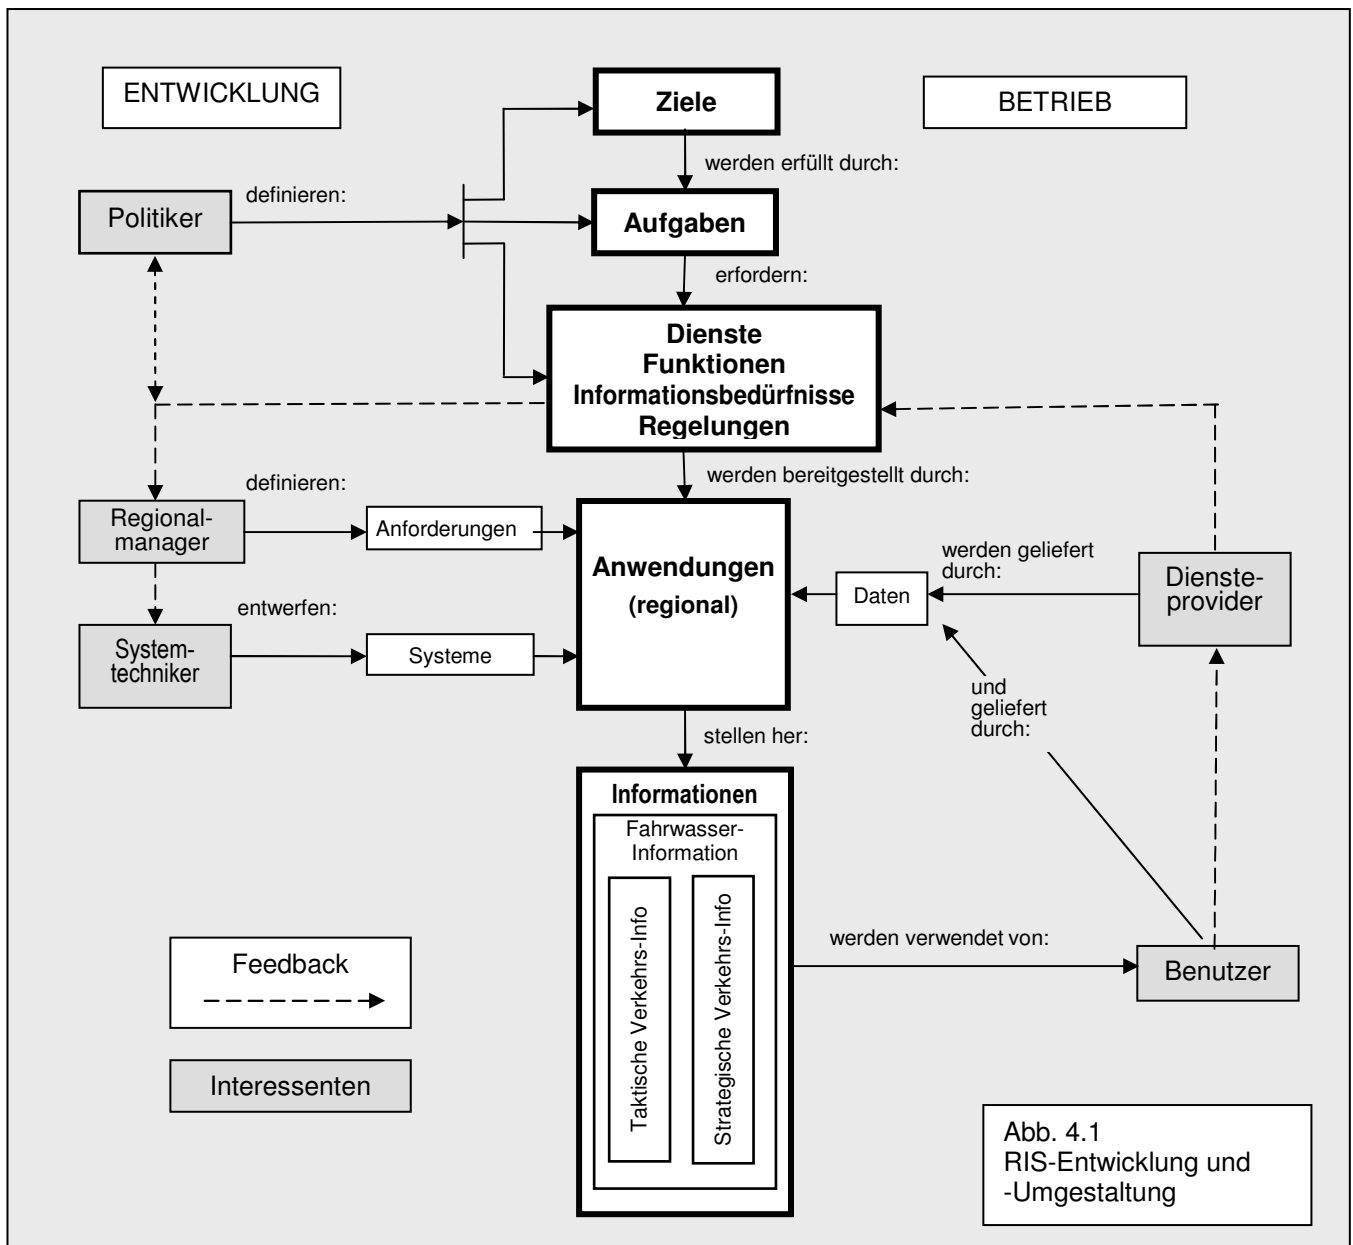 ENTWICKLUNG
Ziele
BETRIEB
werden erfüllt durch:
definieren:
Politiker
Aufgaben
erfordern:
Dienste
Funktionen
Informationsbedürfnisse
Regelungen
werden bereitgestellt durch:
definieren:
Regional-
manager
Anforderungen
Anwendungen
(regional)
werden geliefert
durch:
Daten
Dienste-
provider
entwerfen:
System-
techniker
Systeme
und
geliefert
durch:
stellen her:
Informationen
Fahrwasser-
Information
Taktische Verkehrs-Info
Strategische Verkehrs-Info
werden verwendet von:
Benutzer
Feedback
Interessenten
Abb. 4.1
RIS-Entwicklung und
-Umgestaltung